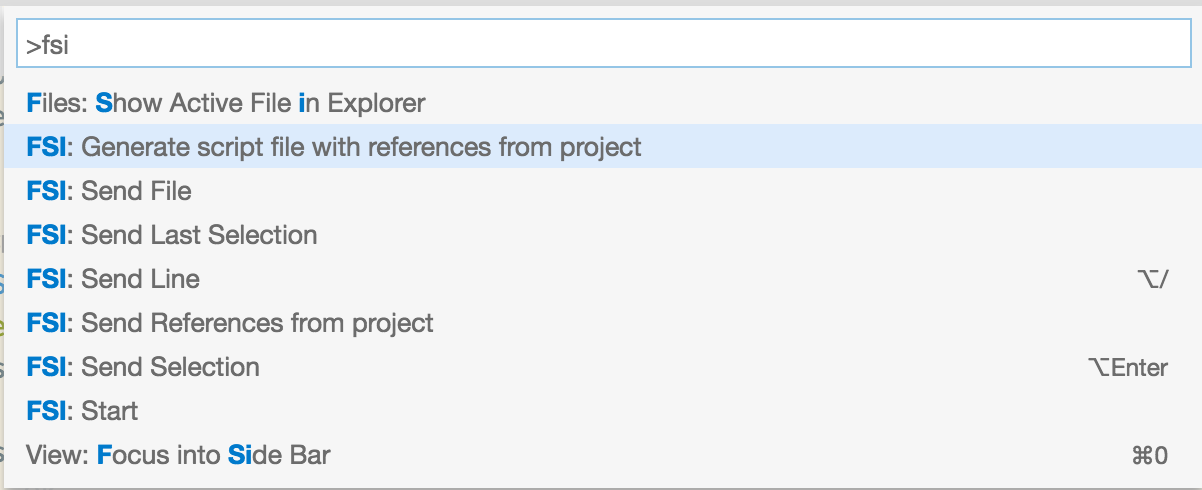 >fsi
Files: Show Active File in Explorer
FSI: Generate script file with references from project
FSI: Send File
FSI: Send Last Selection
FSI: Send Line ⌥/
FSI: Send References from project
FSI: Send Selection ⌥Enter
FSI: Start
View: Focus into Side Bar ⌘0